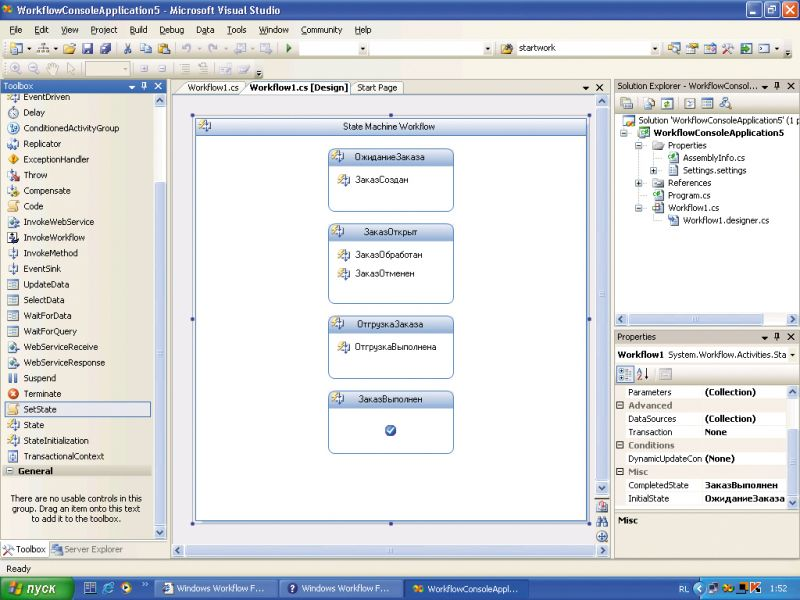 WorkflowConsoleApplication5 - Microsoft Visual Studio
File Edit View Project Build Debug Data Tools Window Community Help
startwork
Toolbox
EventDriven
Delay
ConditionedActivityGroup
Replicator
ExceptionHandler
Throw
Compensate
Code
InvokeWebService
InvokeWorkflow
InvokeMethod
EventSink
UpdateData
SelectData
WaitForData
WaitForQuery
WebServiceReceive
WebServiceResponse
Suspend
Terminate
SetState
State
StateInitialization
TransactionalContext
General
There are no usable controls in this
group. Drag an item onto this text
to add it to the toolbox.
Toolbox Server Explorer
Workflow1.cs Workflow1.cs [Design] Start Page
State Machine Workflow
ОжиданиеЗаказа
ЗаказСоздан
ЗаказОткрыт
ЗаказОбработан
ЗаказОтменен
ОтгрузкаЗаказа
ОтгрузкаВыполнена
ЗаказВыполнен
Solution Explorer - WorkflowConsol...
Solution 'WorkflowConsoleApplication5' (1 p
WorkflowConsoleApplication5
Properties
AssemblyInfo.cs
Settings.settings
References
Program.cs
Workflow1.cs
Workflow1.designer.cs
Properties
Workflow1 System.Workflow.Activities.Sta
Parameters (Collection)
Advanced
DataSources (Collection)
Transaction None
Conditions
DynamicUpdateCon (None)
Misc
CompletedState ЗаказВыполнен
InitialState ОжиданиеЗаказа
Misc
Ready
пуск
Windows Workflow F...
Windows Workflow F...
WorkflowConsoleAppl...
RL
1:52